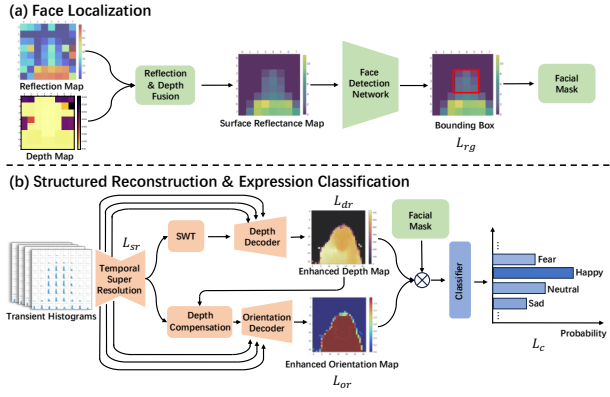 (a) Face Localization
Reflection Map
Depth Map
Reflection
& Depth
Fusion
Surface Reflectance Map
Face
Detection
Network
Bounding Box
L_rg
Facial
Mask
(b) Structured Reconstruction & Expression Classification
Transient Histograms
L_sr
Temporal
Super
Resolution
SWT
Depth
Decoder
L_dr
Enhanced Depth Map
Depth
Compensation
Orientation
Decoder
Enhanced Orientation Map
L_or
Facial
Mask
Classifier
Fear
Happy
Neutral
Sad
Probability
L_c